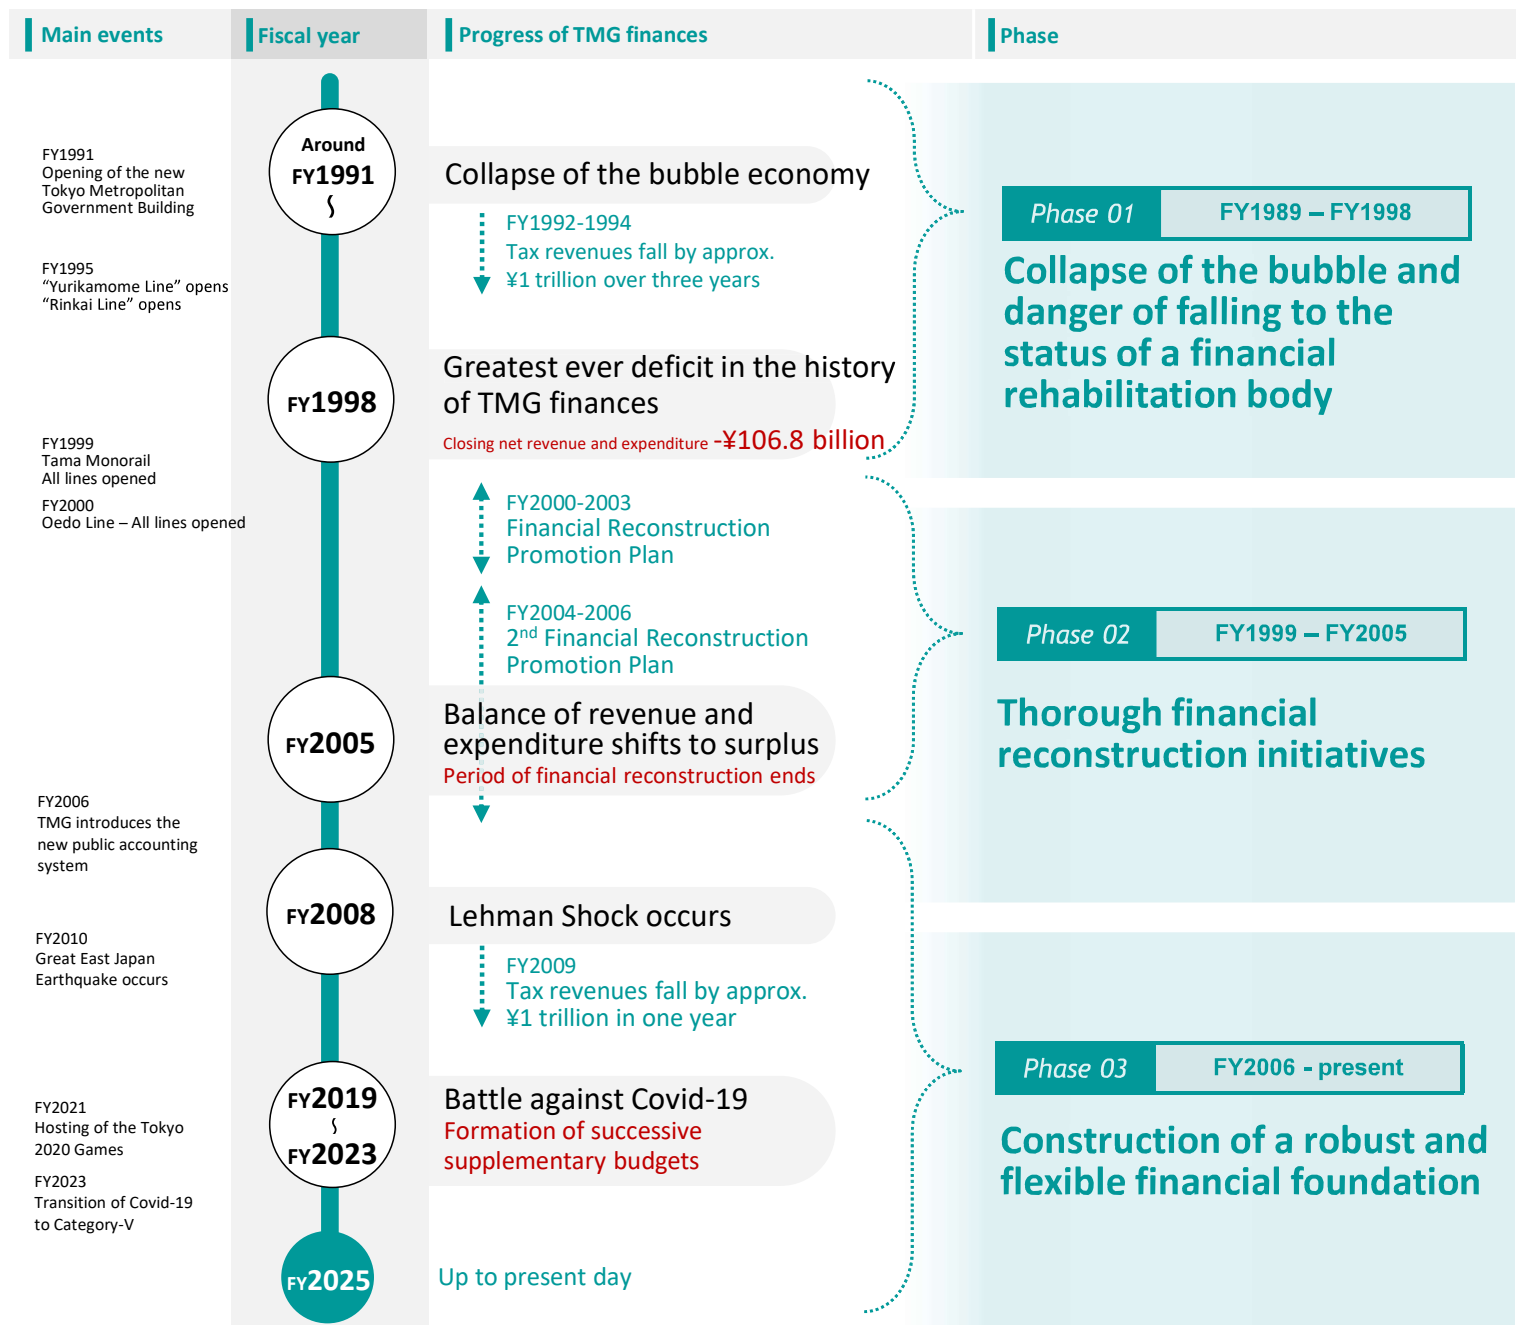 Main events
Fiscal year
Progress of TMG finances
Phase
FY1991
Opening of the new
Tokyo Metropolitan
Government Building
FY1995
“Yurikamome Line” opens
“Rinkai Line” opens
FY1999
Tama Monorail
All lines opened
FY2000
Oedo Line – All lines opened
FY2006
TMG introduces the
new public accounting
system
FY2010
Great East Japan
Earthquake occurs
FY2021
Hosting of the Tokyo
2020 Games
FY2023
Transition of Covid-19
to Category-V
Around
FY1991
~
FY1998
FY2005
FY2008
FY2019
~
FY2023
FY2025
Collapse of the bubble economy
FY1992-1994
Tax revenues fall by approx.
¥1 trillion over three years
Greatest ever deficit in the history
of TMG finances
Closing net revenue and expenditure -¥106.8 billion
FY2000-2003
Financial Reconstruction
Promotion Plan
FY2004-2006
2nd Financial Reconstruction
Promotion Plan
Balance of revenue and
expenditure shifts to surplus
Period of financial reconstruction ends
Lehman Shock occurs
FY2009
Tax revenues fall by approx.
¥1 trillion in one year
Battle against Covid-19
Formation of successive
supplementary budgets
Up to present day
Phase 01
FY1989 – FY1998
Collapse of the bubble and
danger of falling to the
status of a financial
rehabilitation body
Phase 02
FY1999 – FY2005
Thorough financial
reconstruction initiatives
Phase 03
FY2006 - present
Construction of a robust and
flexible financial foundation